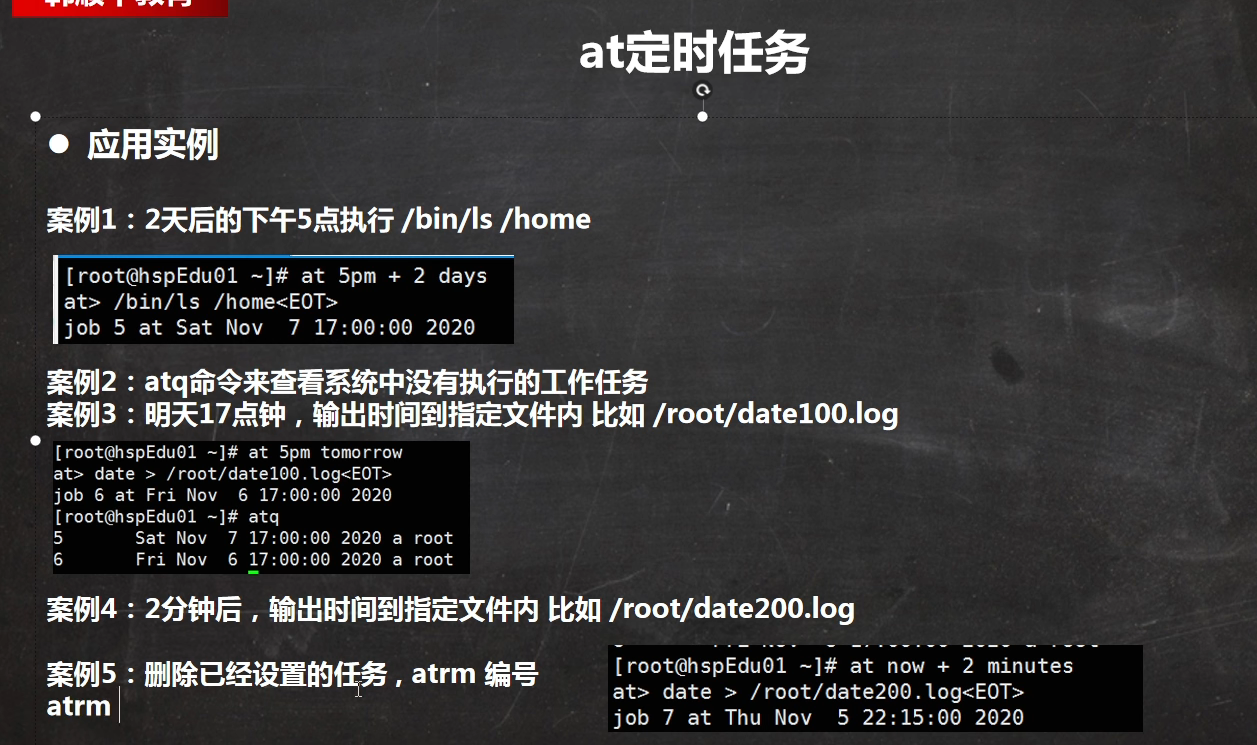 at定时任务
● 应用实例
案例1：2天后的下午5点执行 /bin/ls /home
[root@hspEdu01 ~]# at 5pm + 2 days
at> /bin/ls /home<EOT>
job 5 at Sat Nov  7 17:00:00 2020
案例2：atq命令来查看系统中没有执行的工作任务
案例3：明天17点钟，输出时间到指定文件内 比如 /root/date100.log
[root@hspEdu01 ~]# at 5pm tomorrow
at> date > /root/date100.log<EOT>
job 6 at Fri Nov  6 17:00:00 2020
[root@hspEdu01 ~]# atq
5       Sat Nov  7 17:00:00 2020 a root
6       Fri Nov  6 17:00:00 2020 a root
案例4：2分钟后，输出时间到指定文件内 比如 /root/date200.log
案例5：删除已经设置的任务，atrm 编号
atrm
[root@hspEdu01 ~]# at now + 2 minutes
at> date > /root/date200.log<EOT>
job 7 at Thu Nov  5 22:15:00 2020